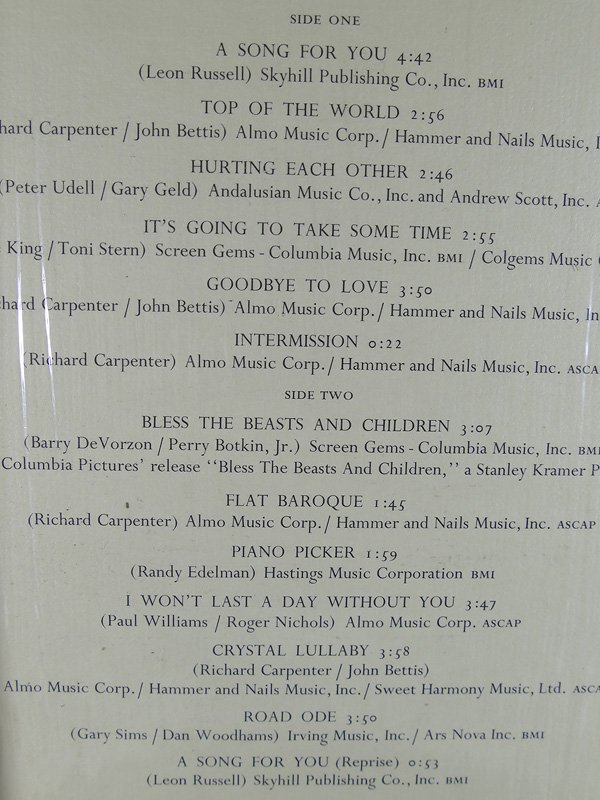 SIDE ONE
A SONG FOR YOU 4:42
(Leon Russell) Skyhill Publishing Co., Inc. BMI
TOP OF THE WORLD 2:56
hard Carpenter / John Bettis) Almo Music Corp. / Hammer and Nails Music, I
HURTING EACH OTHER 2:46
(Peter Udell / Gary Geld) Andalusian Music Co., Inc. and Andrew Scott, Inc. A
IT'S GOING TO TAKE SOME TIME 2:55
King / Toni Stern) Screen Gems - Columbia Music, Inc. BMI / Colgems Music
GOODBYE TO LOVE 3:50
hard Carpenter / John Bettis) Almo Music Corp. / Hammer and Nails Music, In
INTERMISSION 0:22
(Richard Carpenter) Almo Music Corp. / Hammer and Nails Music, Inc. ASCAP
SIDE TWO
BLESS THE BEASTS AND CHILDREN 3:07
(Barry DeVorzon / Perry Botkin, Jr.) Screen Gems - Columbia Music, Inc. BMI
Columbia Pictures' release "Bless The Beasts And Children," a Stanley Kramer P
FLAT BAROQUE 1:45
(Richard Carpenter) Almo Music Corp. / Hammer and Nails Music, Inc. ASCAP
PIANO PICKER 1:59
(Randy Edelman) Hastings Music Corporation BMI
I WON'T LAST A DAY WITHOUT YOU 3:47
(Paul Williams / Roger Nichols) Almo Music Corp. ASCAP
CRYSTAL LULLABY 3:58
(Richard Carpenter / John Bettis)
Almo Music Corp. / Hammer and Nails Music, Inc. / Sweet Harmony Music, Ltd. ASCA
ROAD ODE 3:50
(Gary Sims / Dan Woodhams) Irving Music, Inc. / Ars Nova Inc. BMI
A SONG FOR YOU (Reprise) 0:53
(Leon Russell) Skyhill Publishing Co., Inc. BMI